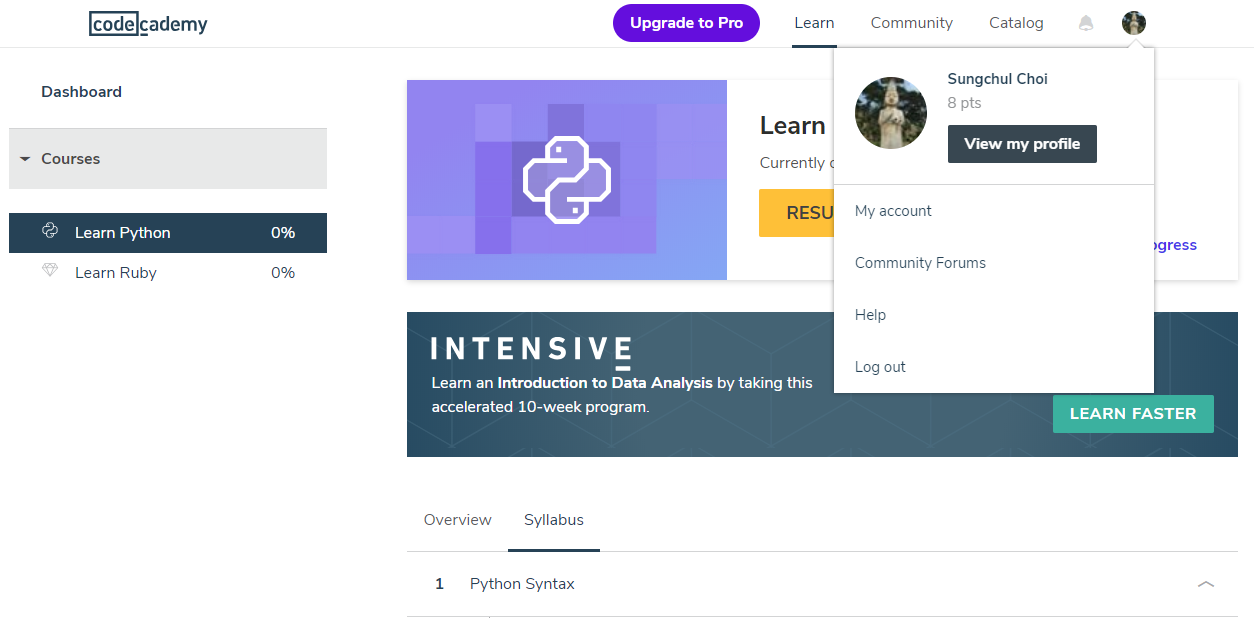 codecademy
Upgrade to Pro
Learn
Community
Catalog
Dashboard
Courses
Learn Python 0%
Learn Ruby 0%
Learn
Currently
RESU
ogress
Sungchul Choi
8 pts
View my profile
My account
Community Forums
Help
Log out
INTENSIVE
Learn an Introduction to Data Analysis by taking this
accelerated 10-week program.
LEARN FASTER
Overview
Syllabus
1 Python Syntax